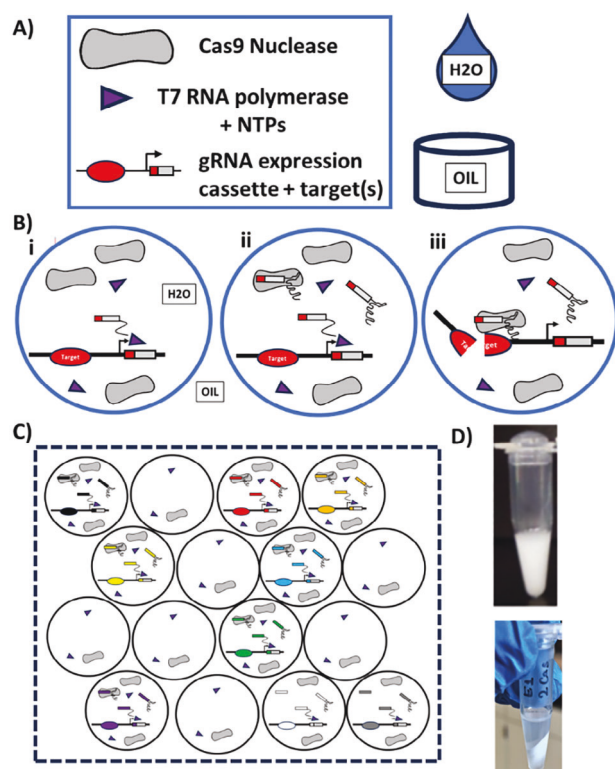 A)
Cas9 Nuclease
T7 RNA polymerase
+ NTPs
gRNA expression
cassette + target(s)
H2O
OIL
B)
i
ii
iii
H2O
Target
Target
Ta
rget
OIL
C)
D)